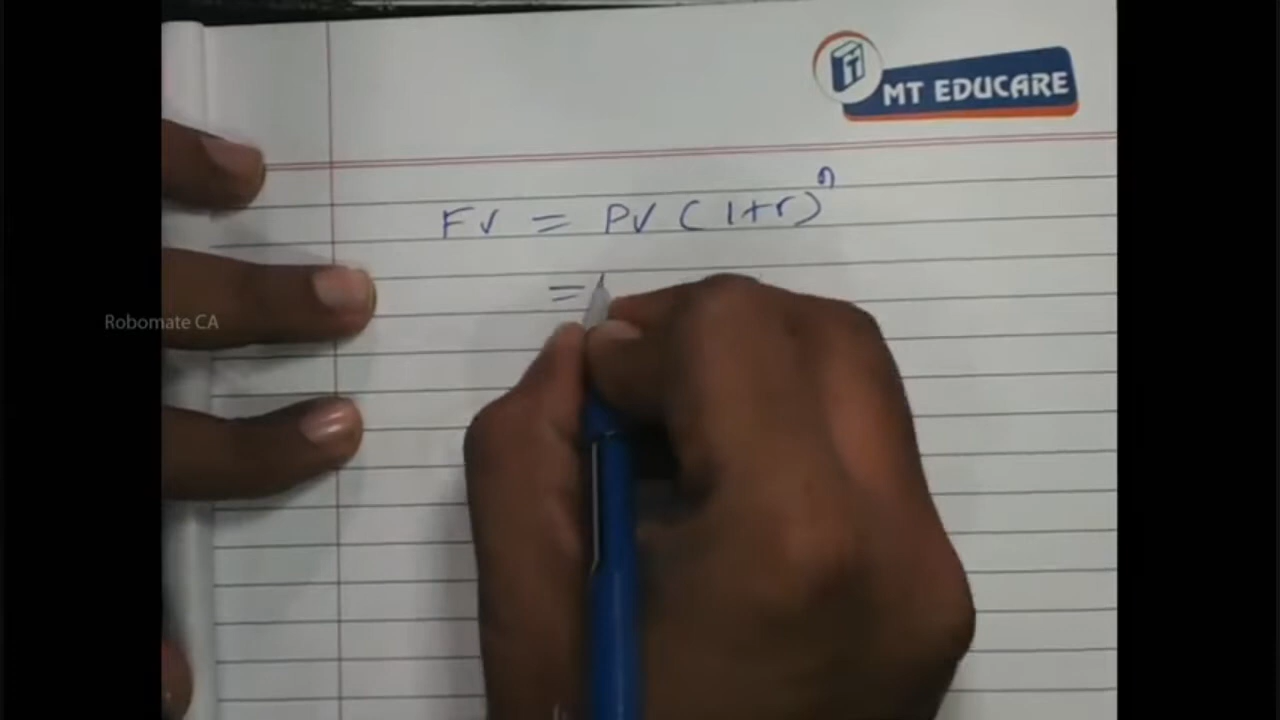 MT EDUCARE
FV = PV (1+r)ⁿ
=
Robomate CA